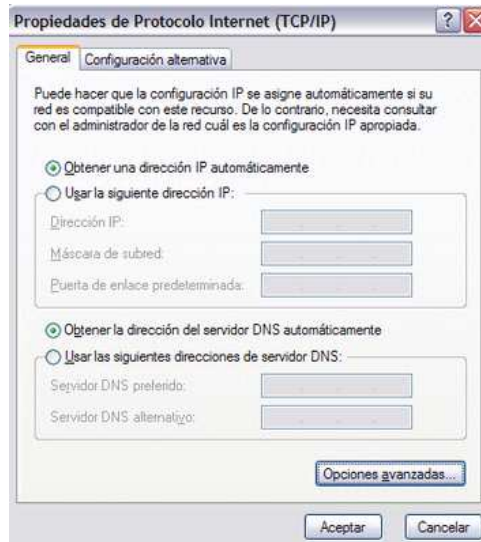 Propiedades de Protocolo Internet (TCP/IP)
General
Configuración alternativa
Puede hacer que la configuración IP se asigne automáticamente si su
red es compatible con este recurso. De lo contrario, necesita consultar
con el administrador de la red cuál es la configuración IP apropiada.
Obtener una dirección IP automáticamente
Usar la siguiente dirección IP:
Dirección IP:
Máscara de subred:
Puerta de enlace predeterminada:
Obtener la dirección del servidor DNS automáticamente
Usar las siguientes direcciones de servidor DNS:
Servidor DNS preferido:
Servidor DNS alternativo:
Opciones avanzadas...
Aceptar
Cancelar